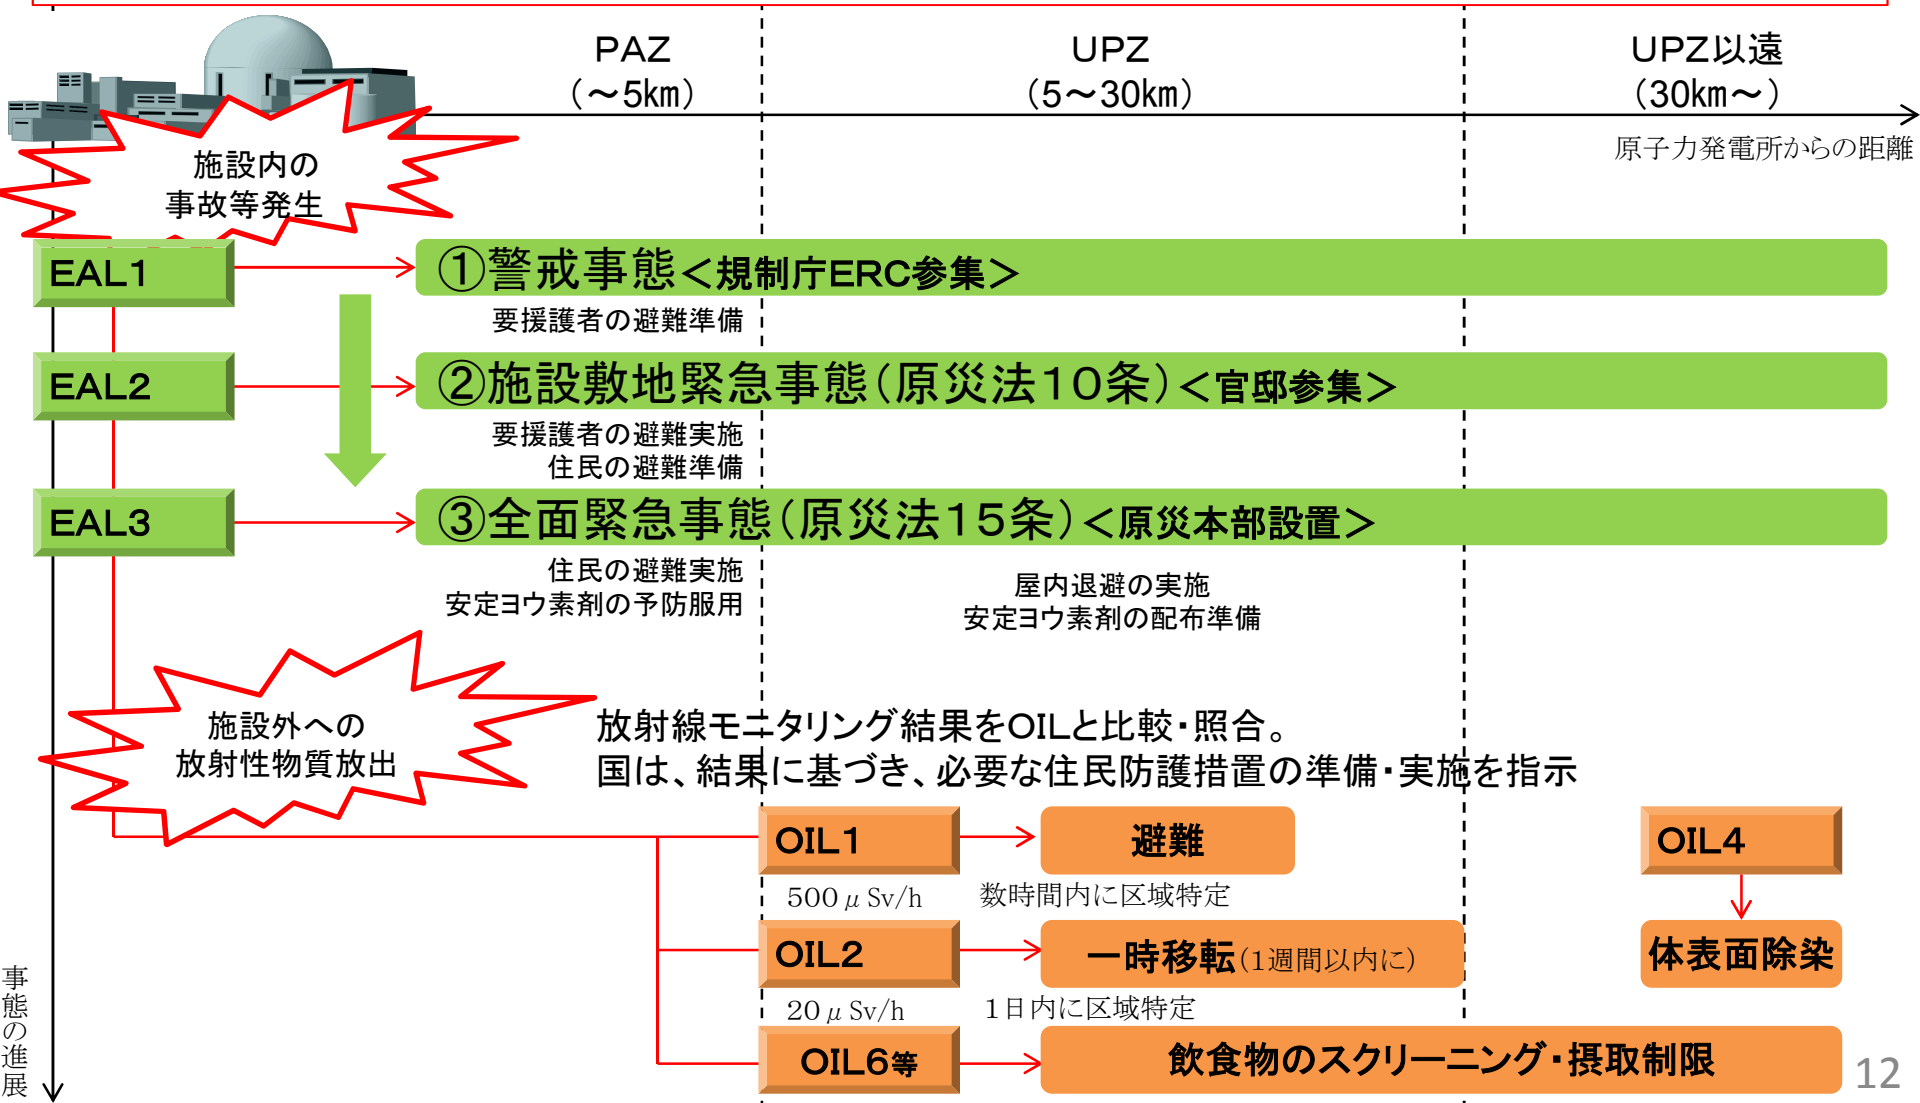 PAZ
(～5km)
UPZ
(5～30km)
UPZ以遠
(30km～)
原子力発電所からの距離
施設内の
事故等発生
EAL1
①警戒事態＜規制庁ERC参集＞
要援護者の避難準備
EAL2
②施設敷地緊急事態(原災法10条)＜官邸参集＞
要援護者の避難実施
住民の避難準備
EAL3
③全面緊急事態(原災法15条)＜原災本部設置＞
住民の避難実施
安定ヨウ素剤の予防服用
屋内退避の実施
安定ヨウ素剤の配布準備
施設外への
放射性物質放出
放射線モニタリング結果をOILと比較・照合。
国は、結果に基づき、必要な住民防護措置の準備・実施を指示
OIL1
避難
OIL4
500μSv/h
数時間内に区域特定
OIL2
一時移転(1週間以内に)
体表面除染
20μSv/h
1日内に区域特定
OIL6等
飲食物のスクリーニング・摂取制限
事態の進展
12